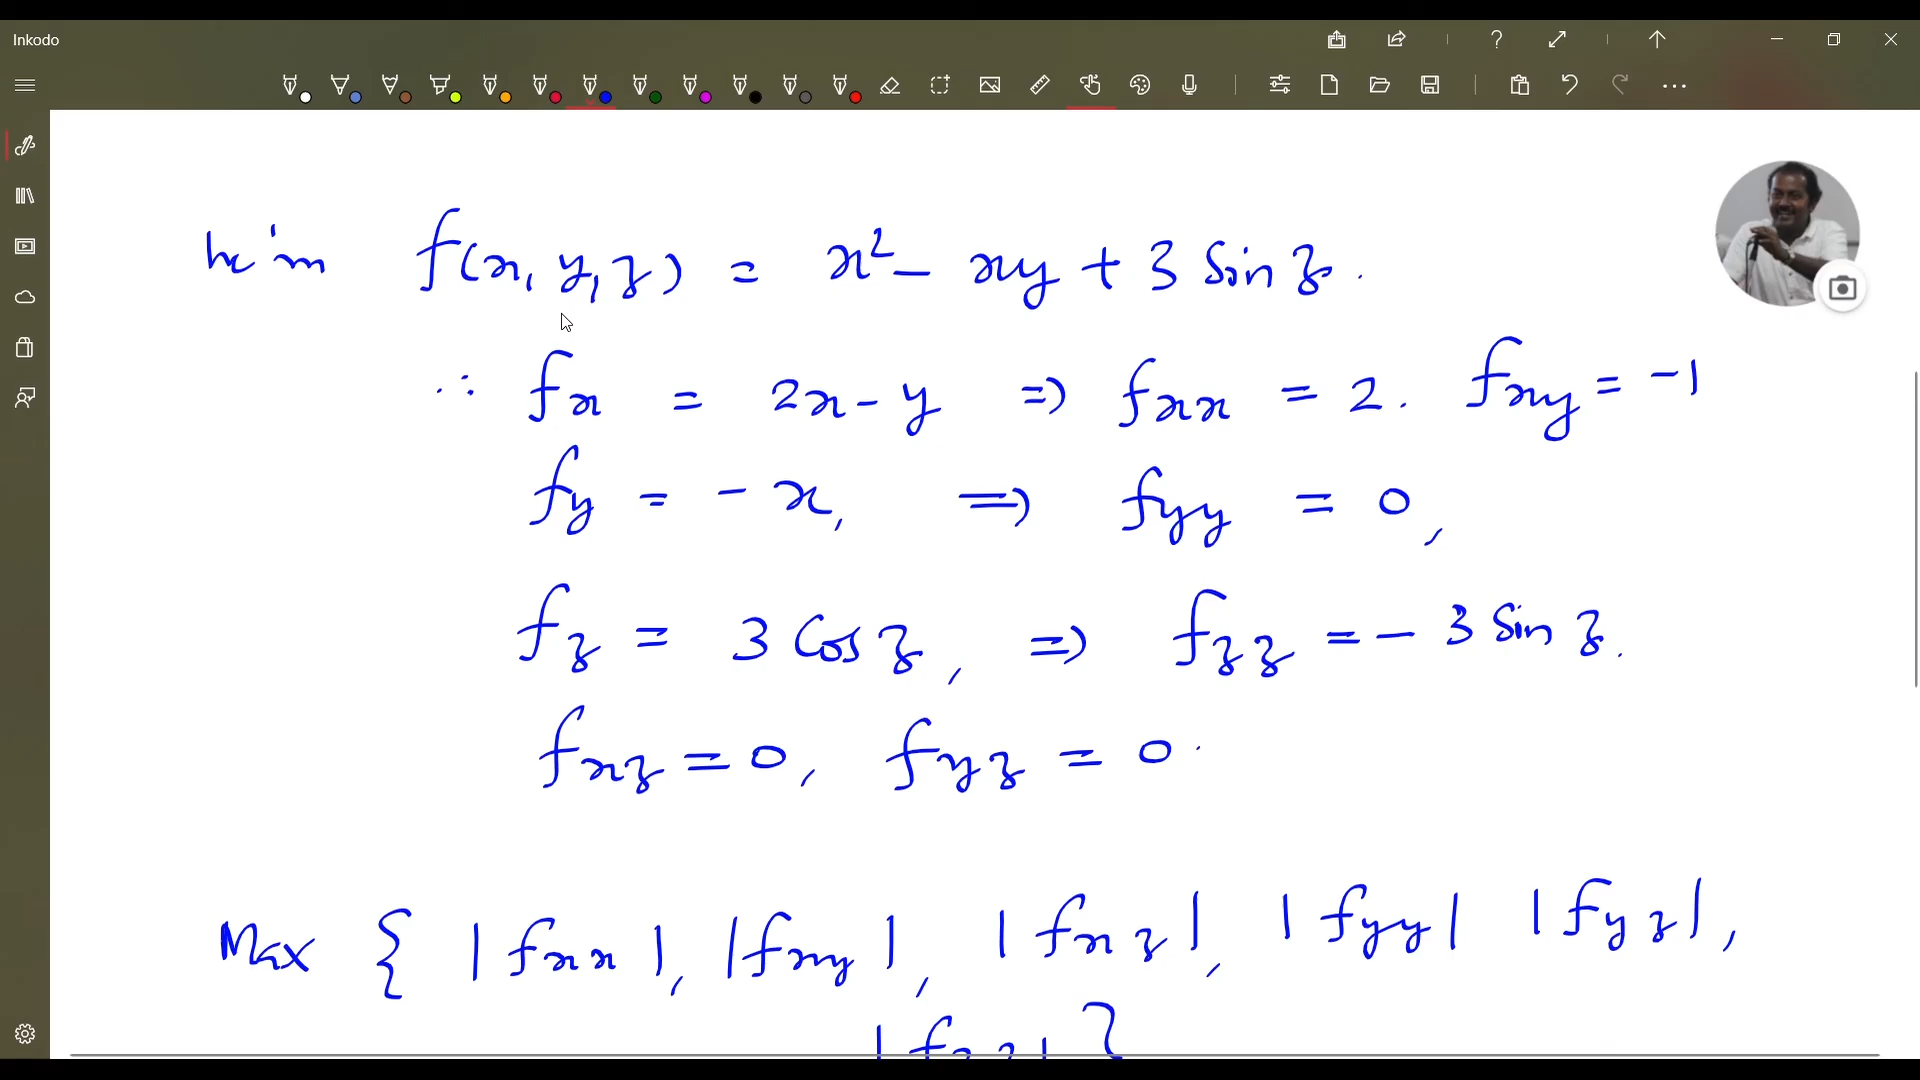 Inkodo
f(x, y, z) = x² - xy + 3 Sin z.
∴ fx = 2x - y ⇒ fxx = 2. fxy = -1
fy = - x, ⇒ fyy = 0,
fz = 3 Cos z, ⇒ fzz = - 3 Sin z.
fxz = 0, fyz = 0.
Max { |fxx|, |fxy|, |fxz|, |fyy| |fyz|,
|fzz| }